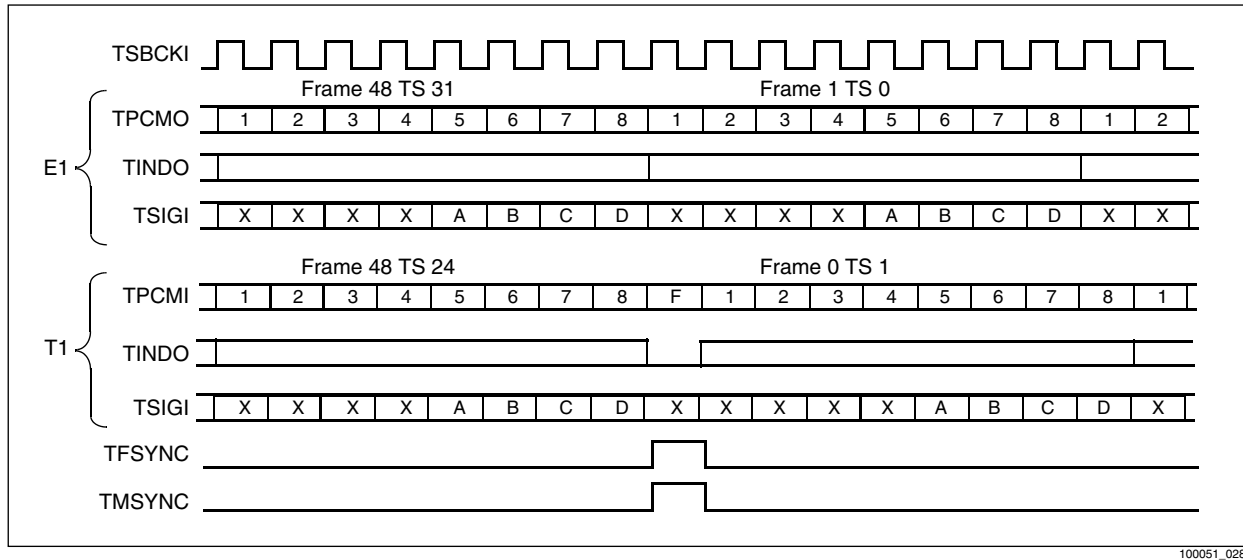 TSBCKI
Frame 48 TS 31 Frame 1 TS 0
TPCMO 1 2 3 4 5 6 7 8 1 2 3 4 5 6 7 8 1 2
E1 TINDO
TSIGI X X X X A B C D X X X X A B C D X X
Frame 48 TS 24 Frame 0 TS 1
TPCMI 1 2 3 4 5 6 7 8 F 1 2 3 4 5 6 7 8 1
T1 TINDO
TSIGI X X X X A B C D X X X X X A B C D X
TFSYNC
TMSYNC
100051_028